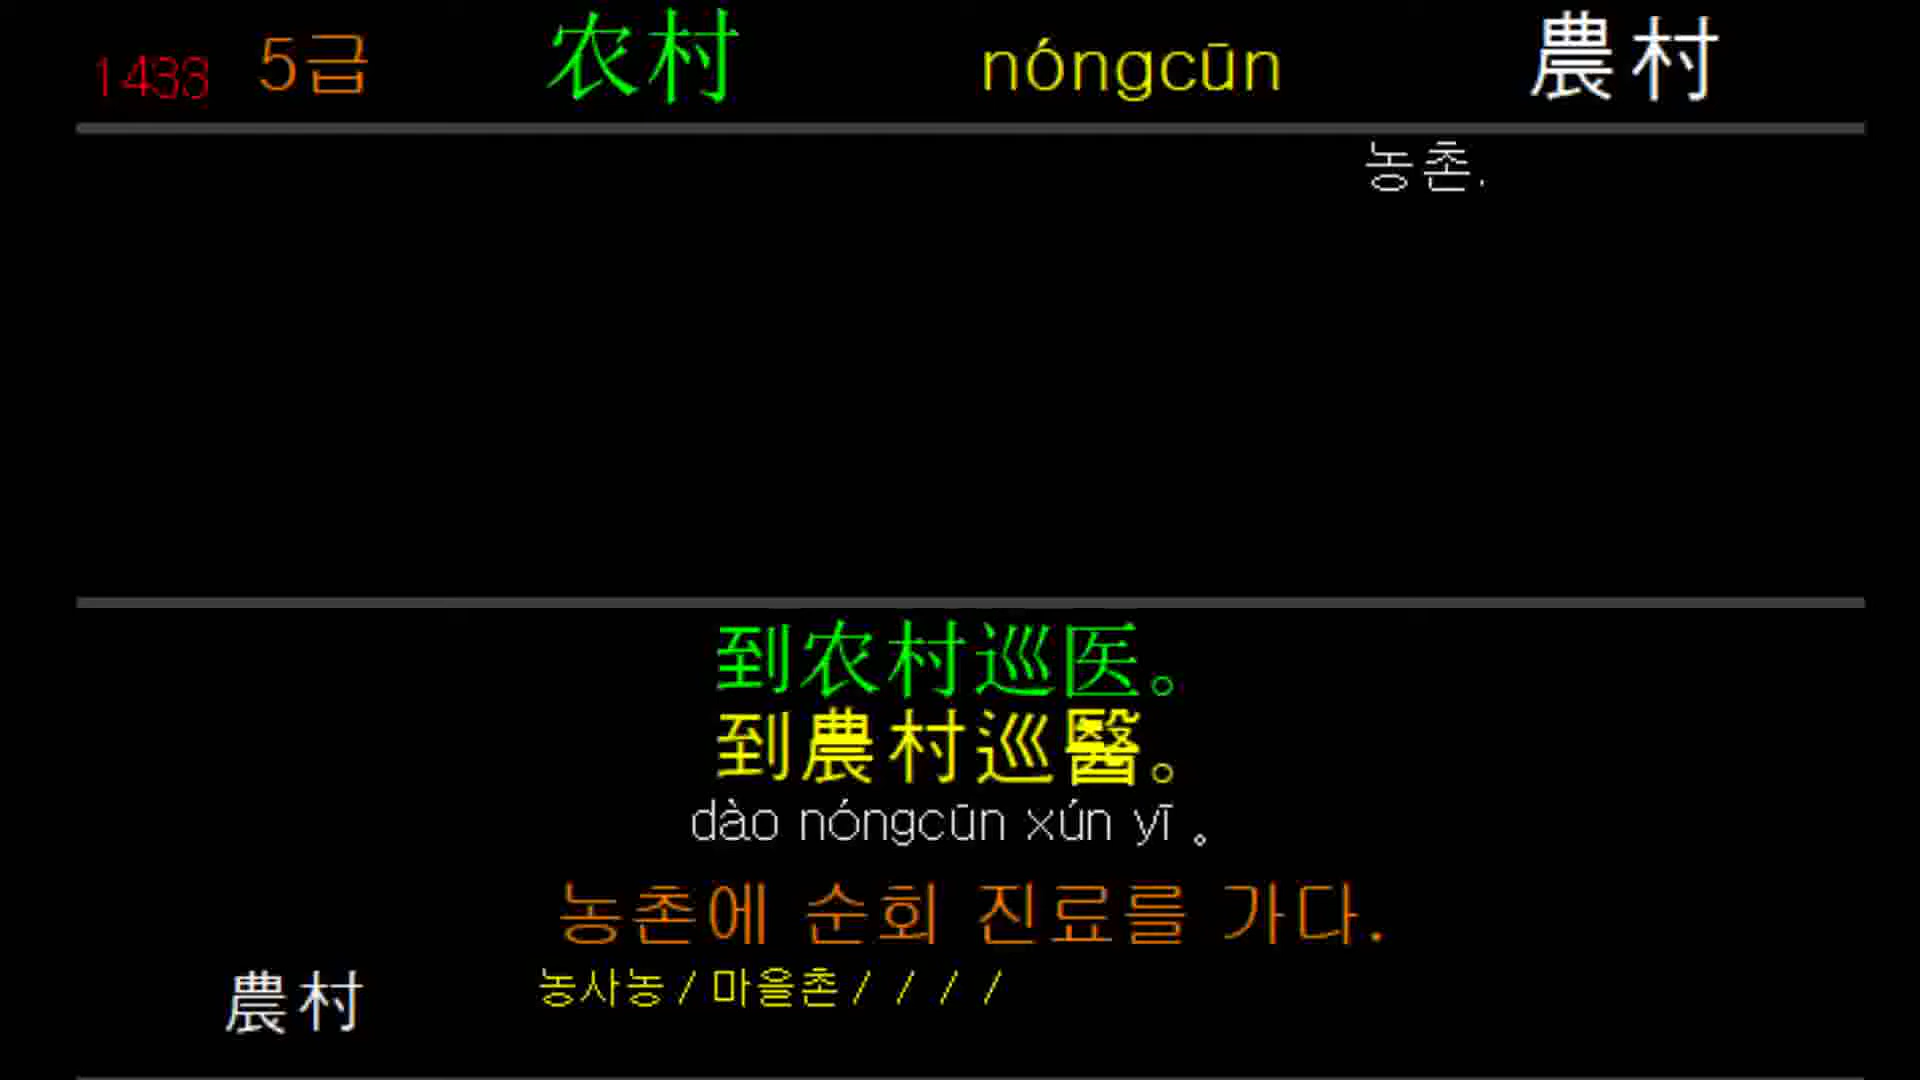 1433 5급 农村 nóngcūn 農村
농촌.
到农村巡医。
到農村巡醫。
dào nóngcūn xún yī 。
농촌에 순회 진료를 가다.
農村 농사농 / 마을촌 / / / /